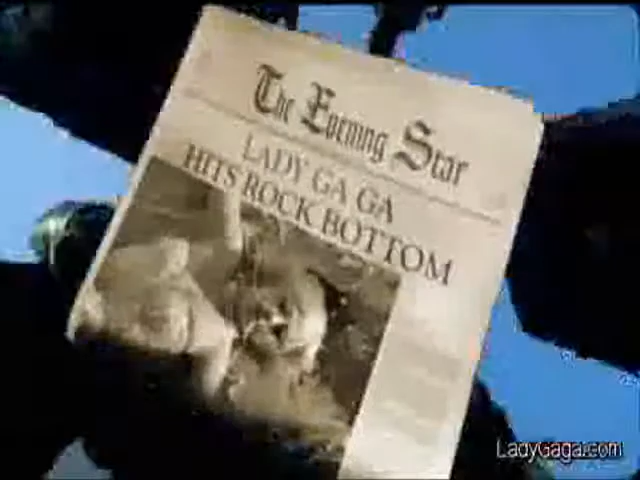 The Evening Star
LADY GA GA
HITS ROCK BOTTOM
LadyGaga.com